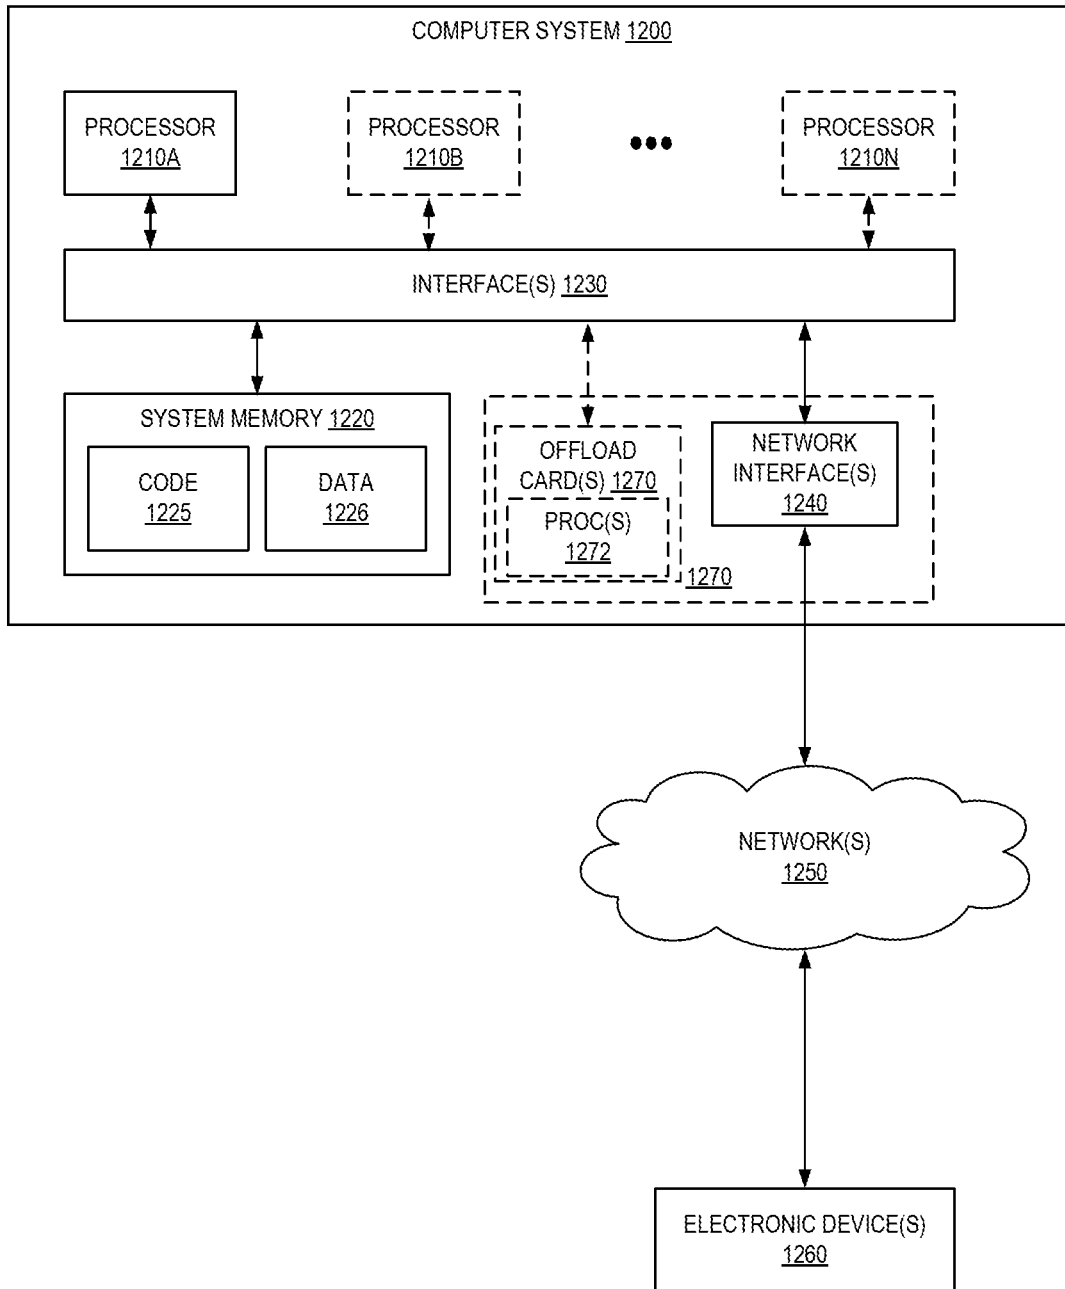 COMPUTER SYSTEM 1200
PROCESSOR
1210A
PROCESSOR
1210B
PROCESSOR
1210N
INTERFACE(S) 1230
SYSTEM MEMORY 1220
CODE
1225
DATA
1226
OFFLOAD
CARD(S) 1270
PROC(S)
1272
1270
NETWORK
INTERFACE(S)
1240
NETWORK(S)
1250
ELECTRONIC DEVICE(S)
1260